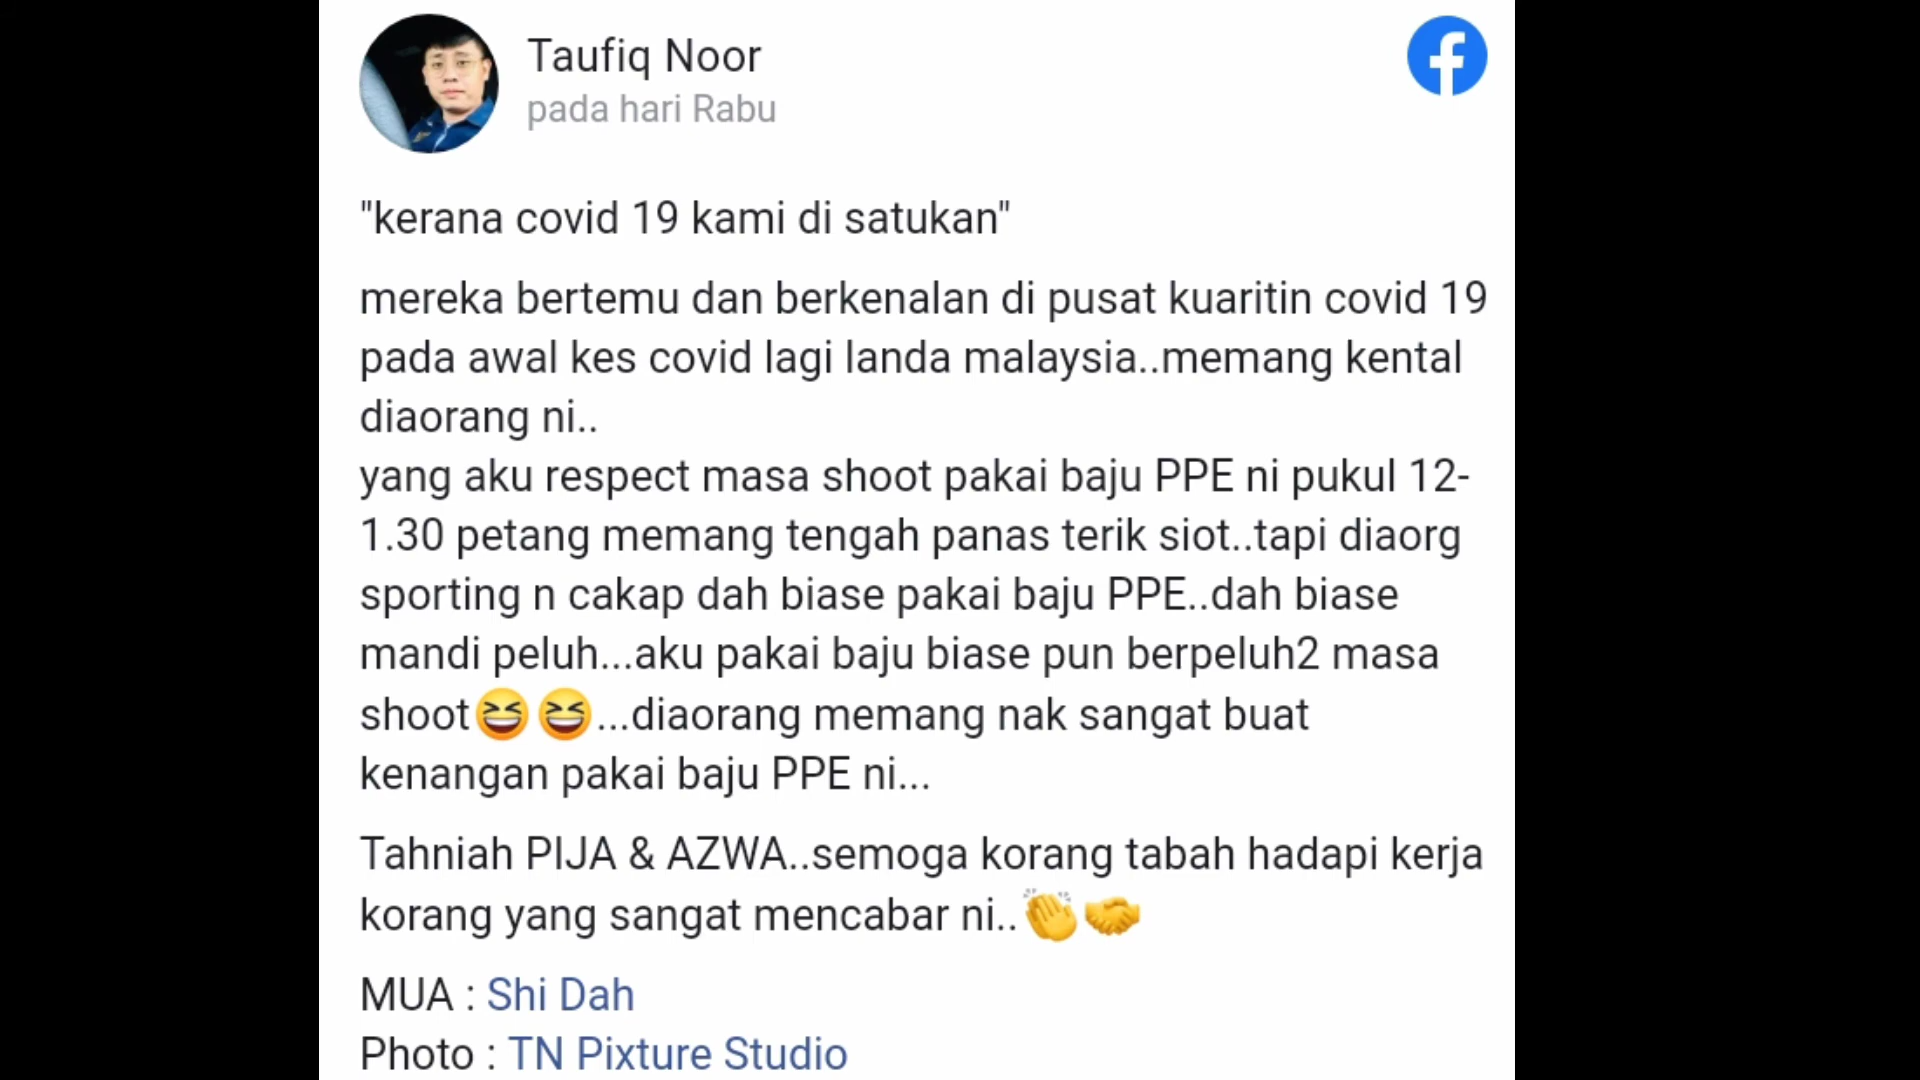 Taufiq Noor
pada hari Rabu
"kerana covid 19 kami di satukan"
mereka bertemu dan berkenalan di pusat kuaritin covid 19
pada awal kes covid lagi landa malaysia..memang kental
diaorang ni..
yang aku respect masa shoot pakai baju PPE ni pukul 12-
1.30 petang memang tengah panas terik siot..tapi diaorg
sporting n cakap dah biase pakai baju PPE..dah biase
mandi peluh...aku pakai baju biase pun berpeluh2 masa
shoot😆😆...diaorang memang nak sangat buat
kenangan pakai baju PPE ni...
Tahniah PIJA & AZWA..semoga korang tabah hadapi kerja
korang yang sangat mencabar ni..👏🤝
MUA : Shi Dah
Photo : TN Pixture Studio